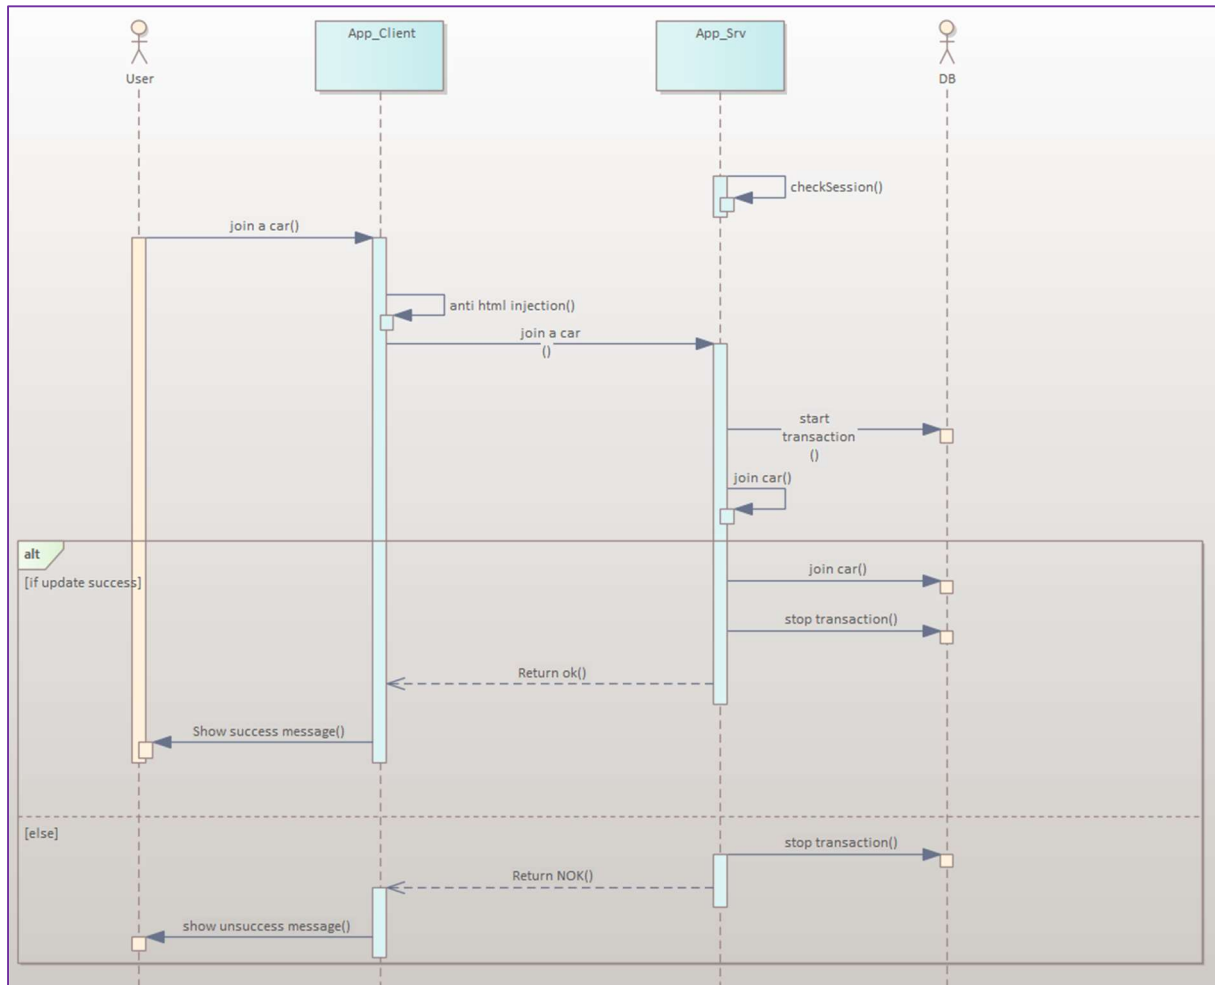 User
App_Client
App_Srv
DB
checkSession()
join a car()
anti html injection()
join a car
()
start
transaction
()
join car()
alt
[if update success]
join car()
stop transaction()
Return ok()
Show success message()
[else]
stop transaction()
Return NOK()
show unsuccess message()